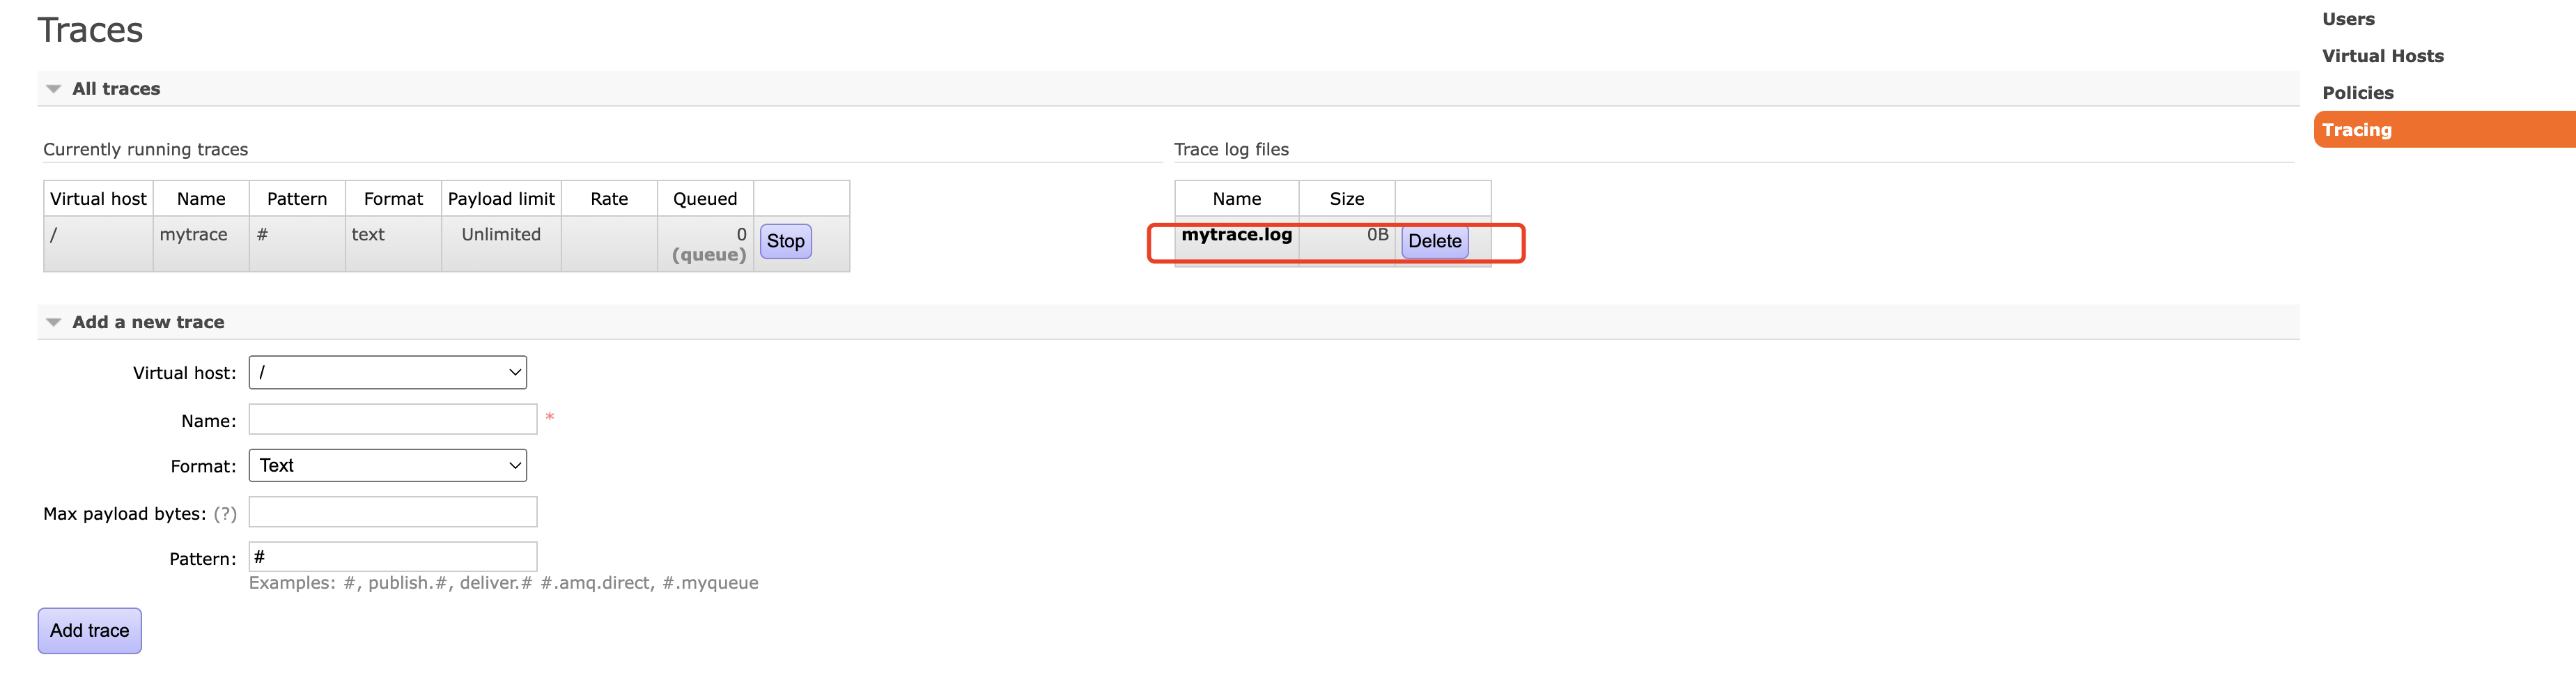 Traces
All traces
Currently running traces
Virtual host Name Pattern Format Payload limit Rate Queued
/ mytrace # text Unlimited 0 (queue) Stop
Trace log files
Name Size
mytrace.log 0B Delete
Add a new trace
Virtual host: /
Name: *
Format: Text
Max payload bytes: (?)
Pattern: #
Examples: #, publish.#, deliver.# #.amq.direct, #.myqueue
Add trace
Users
Virtual Hosts
Policies
Tracing